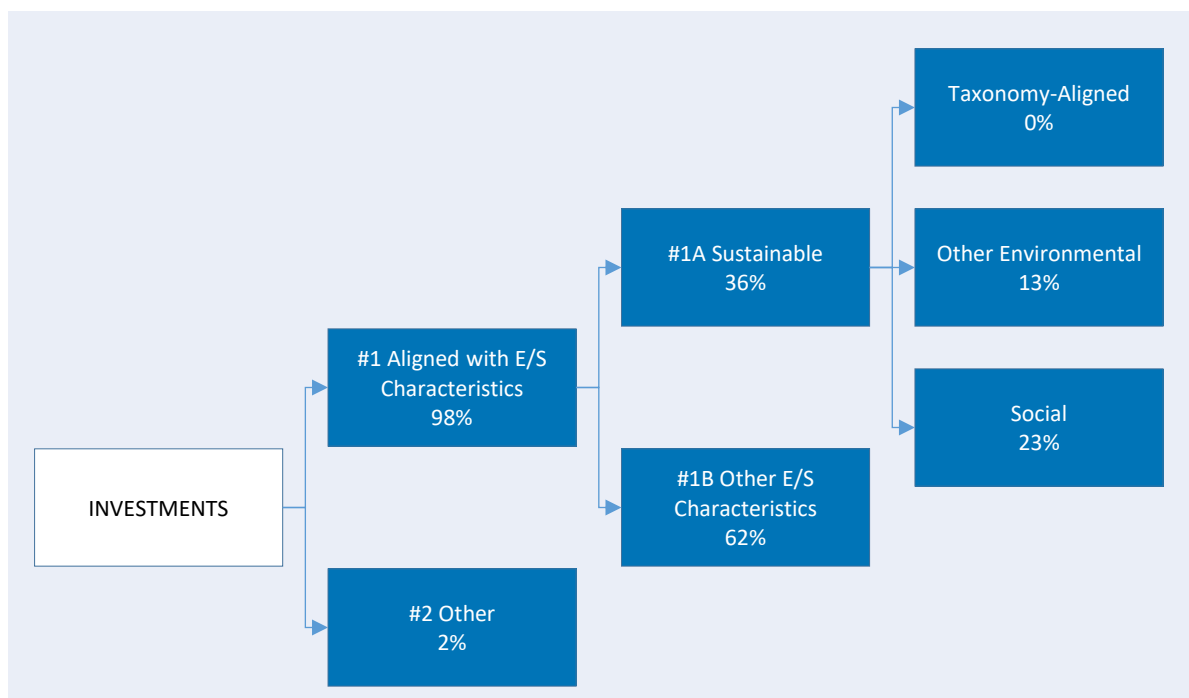 INVESTMENTS
#1 Aligned with E/S
Characteristics
98%
#2 Other
2%
#1A Sustainable
36%
#1B Other E/S
Characteristics
62%
Taxonomy-Aligned
0%
Other Environmental
13%
Social
23%